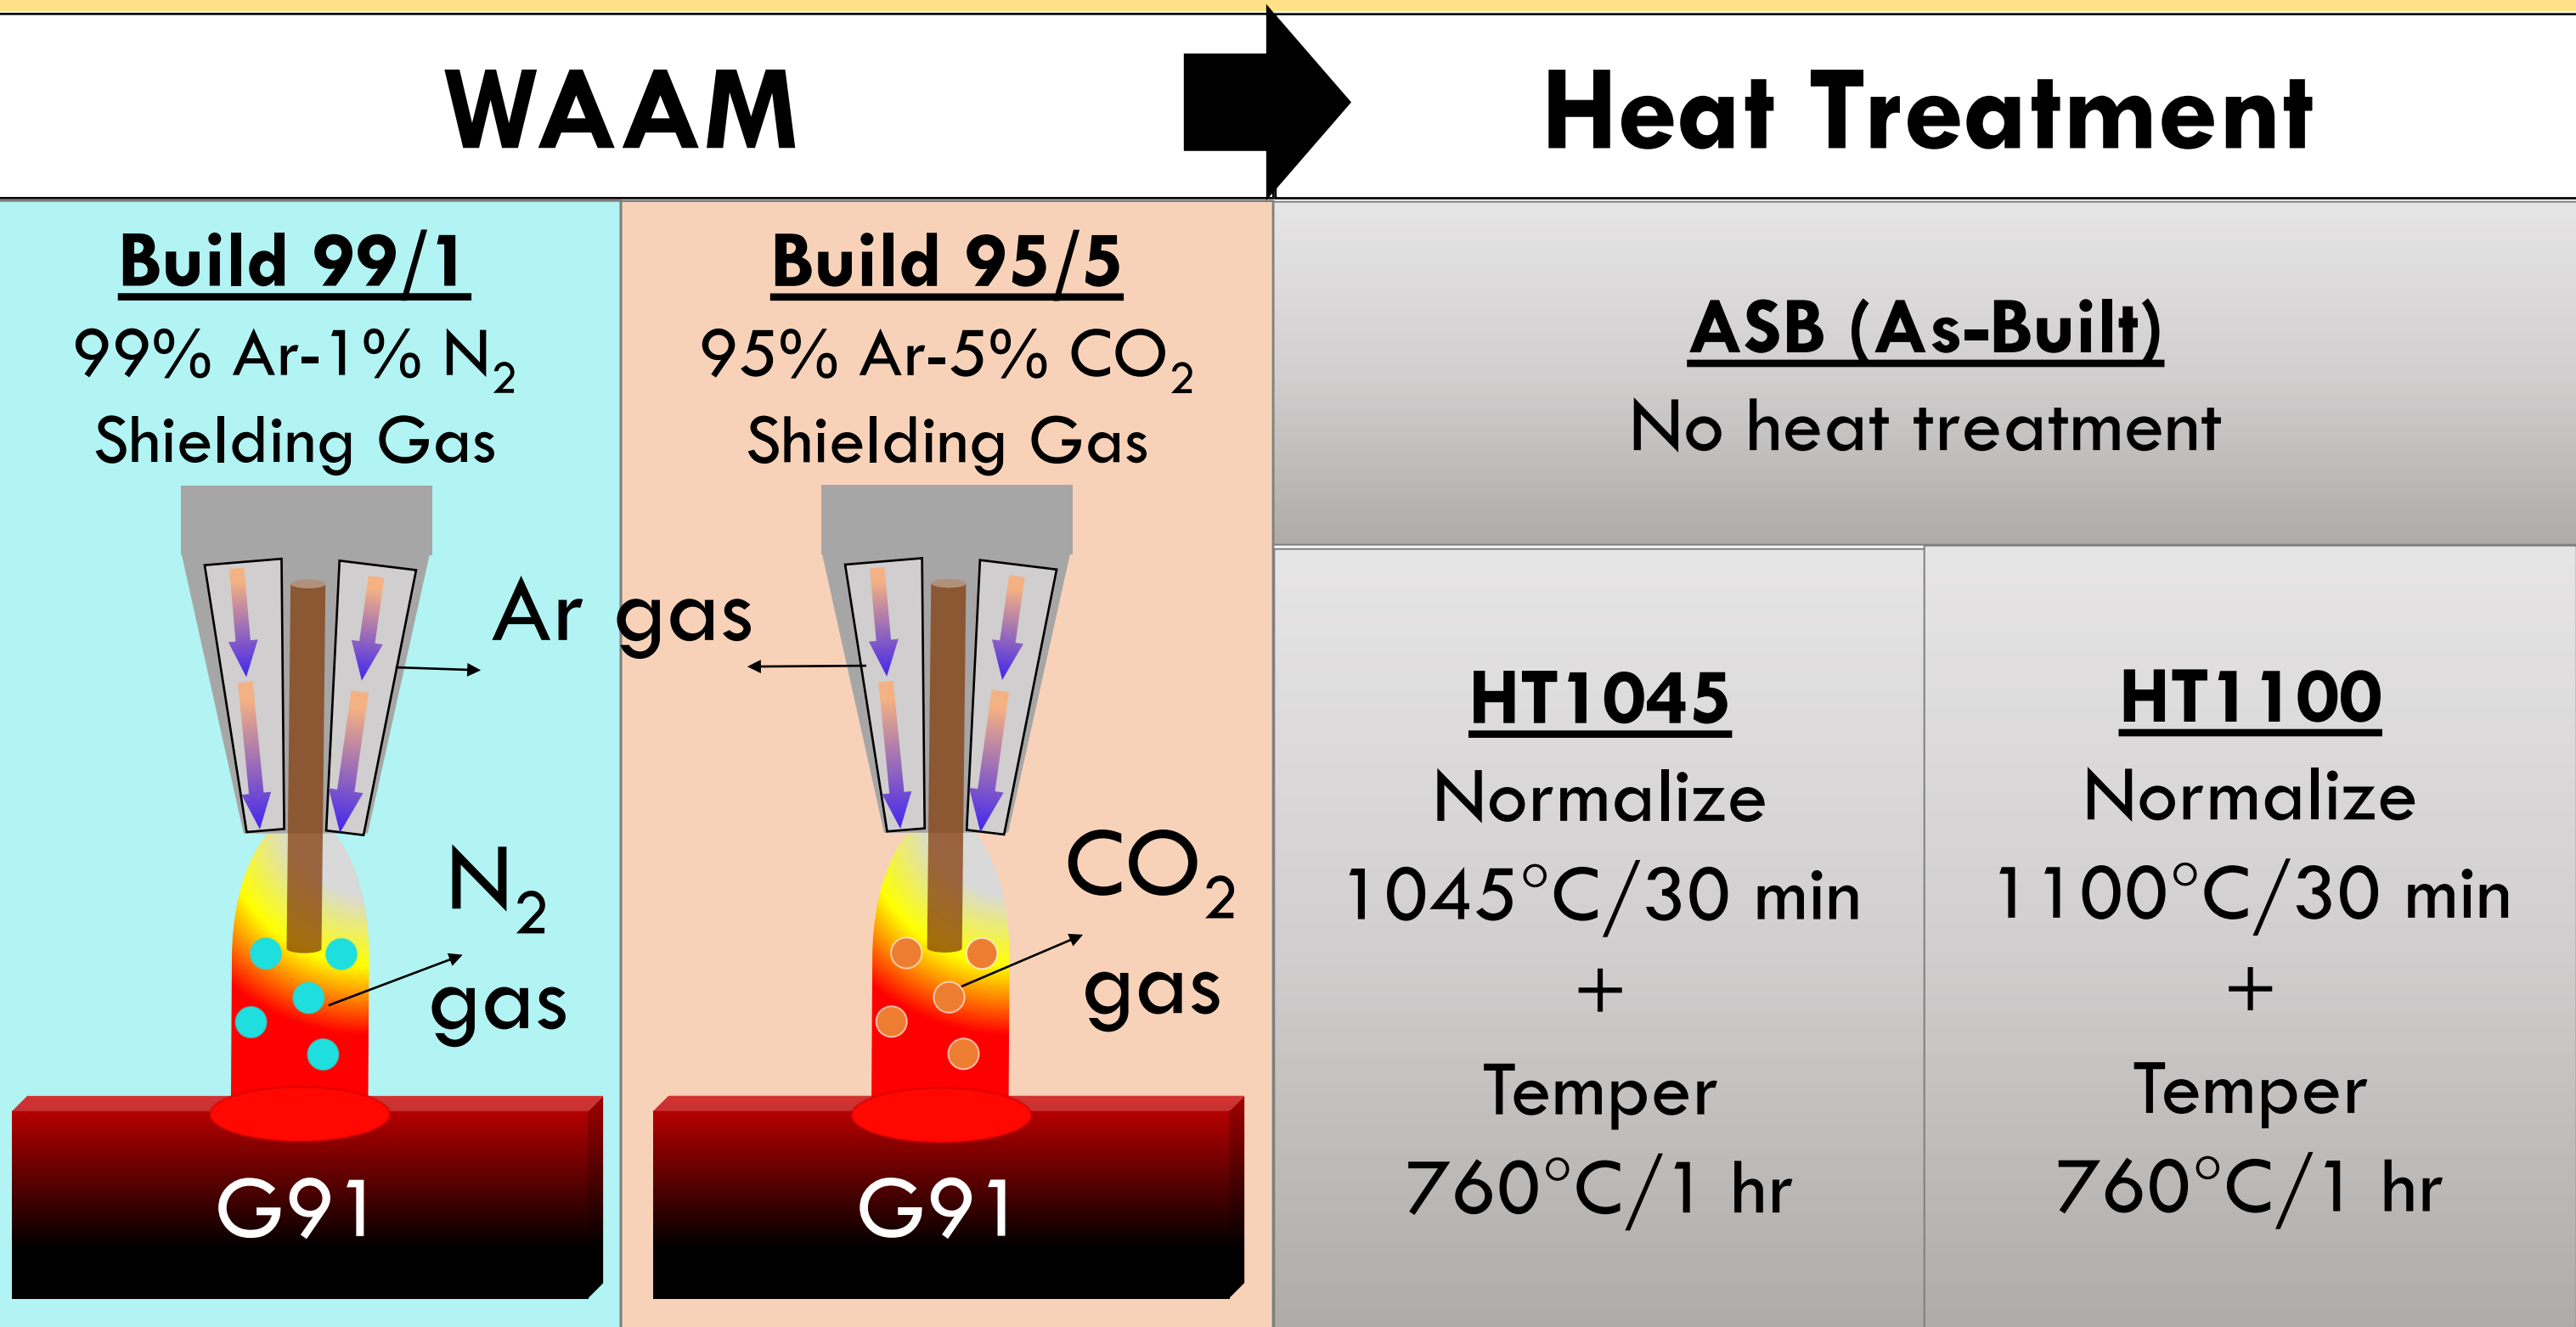 WAAM
Heat Treatment
Build 99/1
99% Ar-1% N₂
Shielding Gas
Ar gas
N₂
gas
G91
Build 95/5
95% Ar-5% CO₂
Shielding Gas
CO₂
gas
G91
ASB (As-Built)
No heat treatment
HT1045
Normalize
1045°C/30 min
+
Temper
760°C/1 hr
HT1100
Normalize
1100°C/30 min
+
Temper
760°C/1 hr